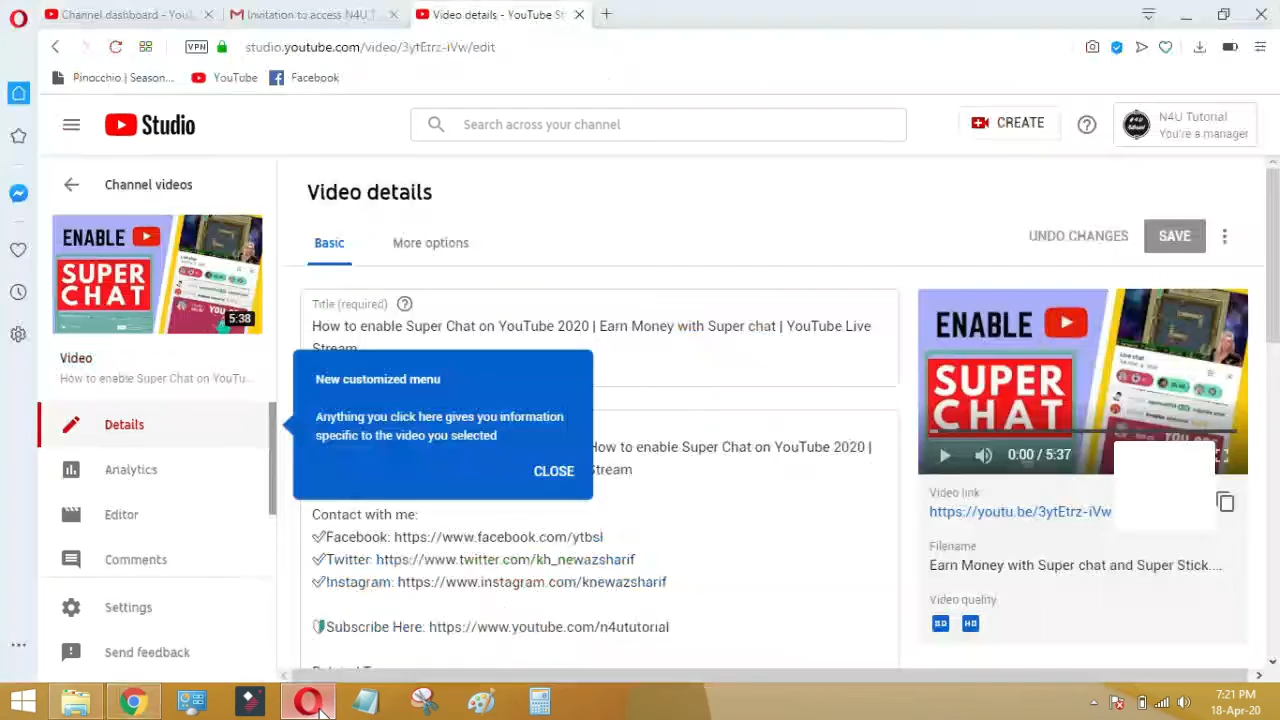 Channel dashboard - You
Invitation to access N4U T
Video details - YouTube St
VPN
studio.youtube.com/video/3ytEtrz-iVw/edit
Pinocchio | Season...
YouTube
Facebook
Studio
Search across your channel
CREATE
N4U Tutorial
You're a manager
Channel videos
ENABLE
SUPER
CHAT
5:38
Video
How to enable Super Chat on YouTu...
Details
Analytics
Editor
Comments
Settings
Send feedback
Video details
Basic
More options
UNDO CHANGES
SAVE
Title (required)
How to enable Super Chat on YouTube 2020 | Earn Money with Super chat | YouTube Live
Stream
New customized menu
Anything you click here gives you information
specific to the video you selected
CLOSE
How to enable Super Chat on YouTube 2020 |
Stream
Contact with me:
✅Facebook: https://www.facebook.com/ytbsl
✅Twitter: https://www.twitter.com/kh_newazsharif
✅Instagram: https://www.instagram.com/knewazsharif
🔰Subscribe Here: https://www.youtube.com/n4ututorial
ENABLE
SUPER
CHAT
Live chat
0:00 / 5:37
Video link
https://youtu.be/3ytEtrz-iVw
Filename
Earn Money with Super chat and Super Stick....
Video quality
SD
HD
7:21 PM
18-Apr-20